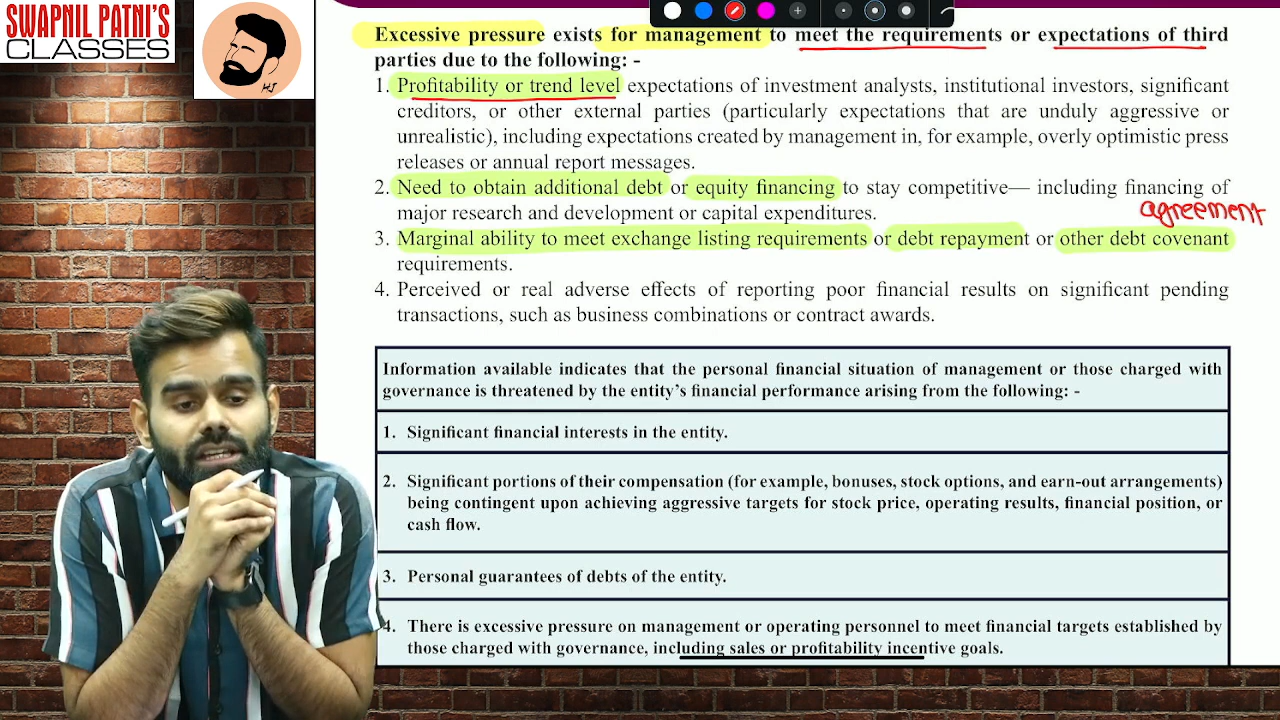 SWAPNIL PATNI'S
CLASSES
HJ
Excessive pressure exists for management to meet the requirements or expectations of third
parties due to the following: -
1. Profitability or trend level expectations of investment analysts, institutional investors, significant
creditors, or other external parties (particularly expectations that are unduly aggressive or
unrealistic), including expectations created by management in, for example, overly optimistic press
releases or annual report messages.
2. Need to obtain additional debt or equity financing to stay competitive— including financing of
major research and development or capital expenditures.
agreement
3. Marginal ability to meet exchange listing requirements or debt repayment or other debt covenant
requirements.
4. Perceived or real adverse effects of reporting poor financial results on significant pending
transactions, such as business combinations or contract awards.
Information available indicates that the personal financial situation of management or those charged with
governance is threatened by the entity's financial performance arising from the following: -
1. Significant financial interests in the entity.
2. Significant portions of their compensation (for example, bonuses, stock options, and earn-out arrangements)
being contingent upon achieving aggressive targets for stock price, operating results, financial position, or
cash flow.
3. Personal guarantees of debts of the entity.
4. There is excessive pressure on management or operating personnel to meet financial targets established by
those charged with governance, including sales or profitability incentive goals.